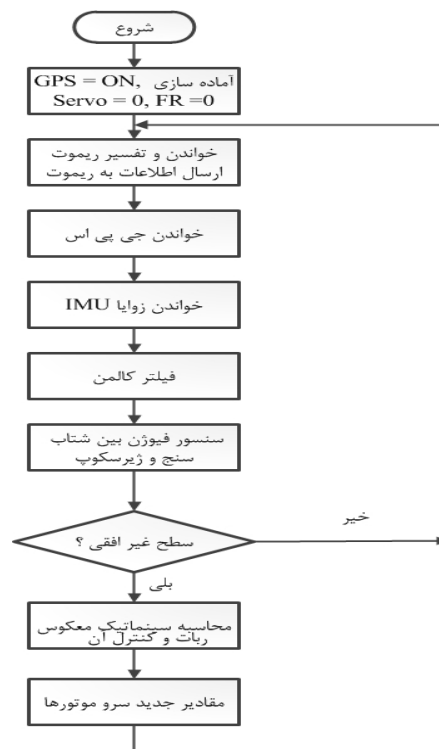 شروع
آماده سازی GPS = ON,
Servo = 0, FR =0
خواندن و تفسیر ریموت
ارسال اطلاعات به ریموت
خواندن جی پی اس
خواندن زوایا IMU
فیلتر کالمن
سنسور فیوژن بین شتاب
سنج و ژیرسکوپ
سطح غیر افقی ؟
خیر
بلی
محاسبه سینماتیک معکوس
ربات و کنترل آن
مقادیر جدید سرو موتورها